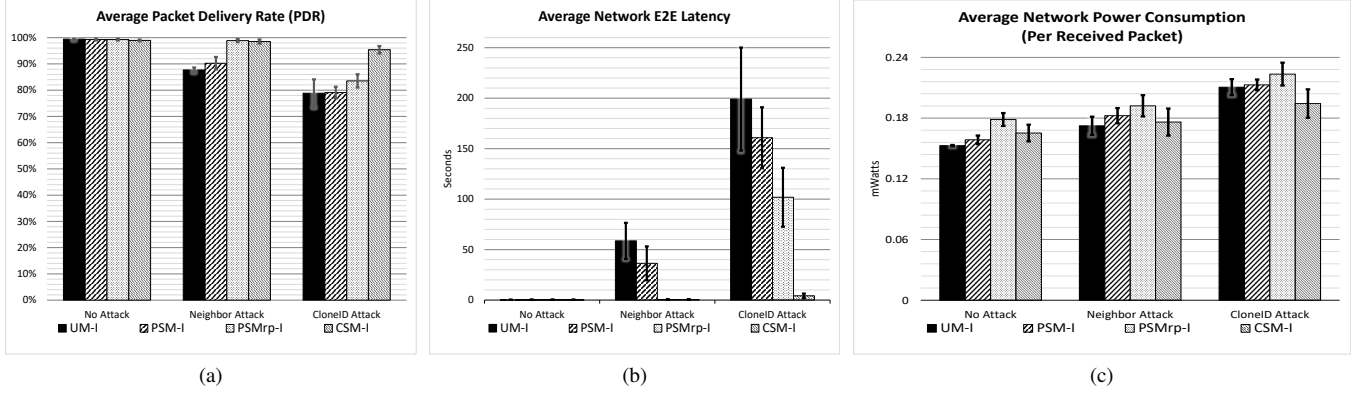 Average Packet Delivery Rate (PDR)
100%
90%
80%
70%
60%
50%
40%
30%
20%
10%
0%
No Attack Neighbor Attack CloneID Attack
UM-I PSM-I PSMrp-I CSM-I
(a)
Average Network E2E Latency
Seconds
250
200
150
100
50
0
No Attack Neighbor Attack CloneID Attack
UM-I PSM-I PSMrp-I CSM-I
(b)
Average Network Power Consumption
(Per Received Packet)
mWatts
0.24
0.18
0.12
0.06
0
No Attack Neighbor Attack CloneID Attack
UM-I PSM-I PSMrp-I CSM-I
(c)